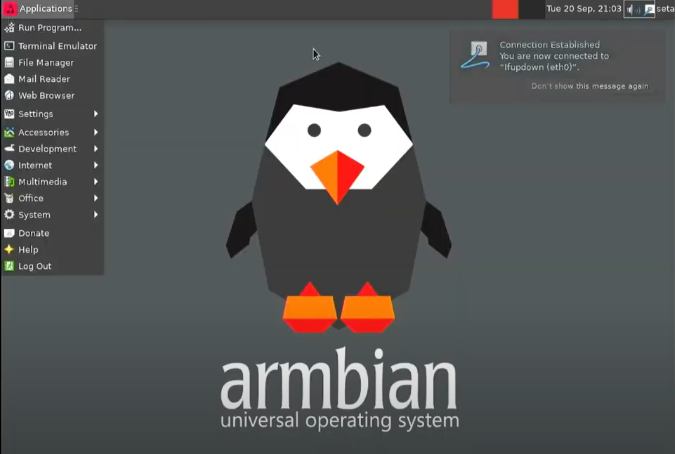 Applications
Tue 20 Sep, 21:03
seta
Run Program...
Terminal Emulator
File Manager
Mail Reader
Web Browser
Settings
Accessories
Development
Internet
Multimedia
Office
System
Donate
Help
Log Out
Connection Established
You are now connected to
"Ifupdown (eth0)".
Don't show this message again
armbian
universal operating system